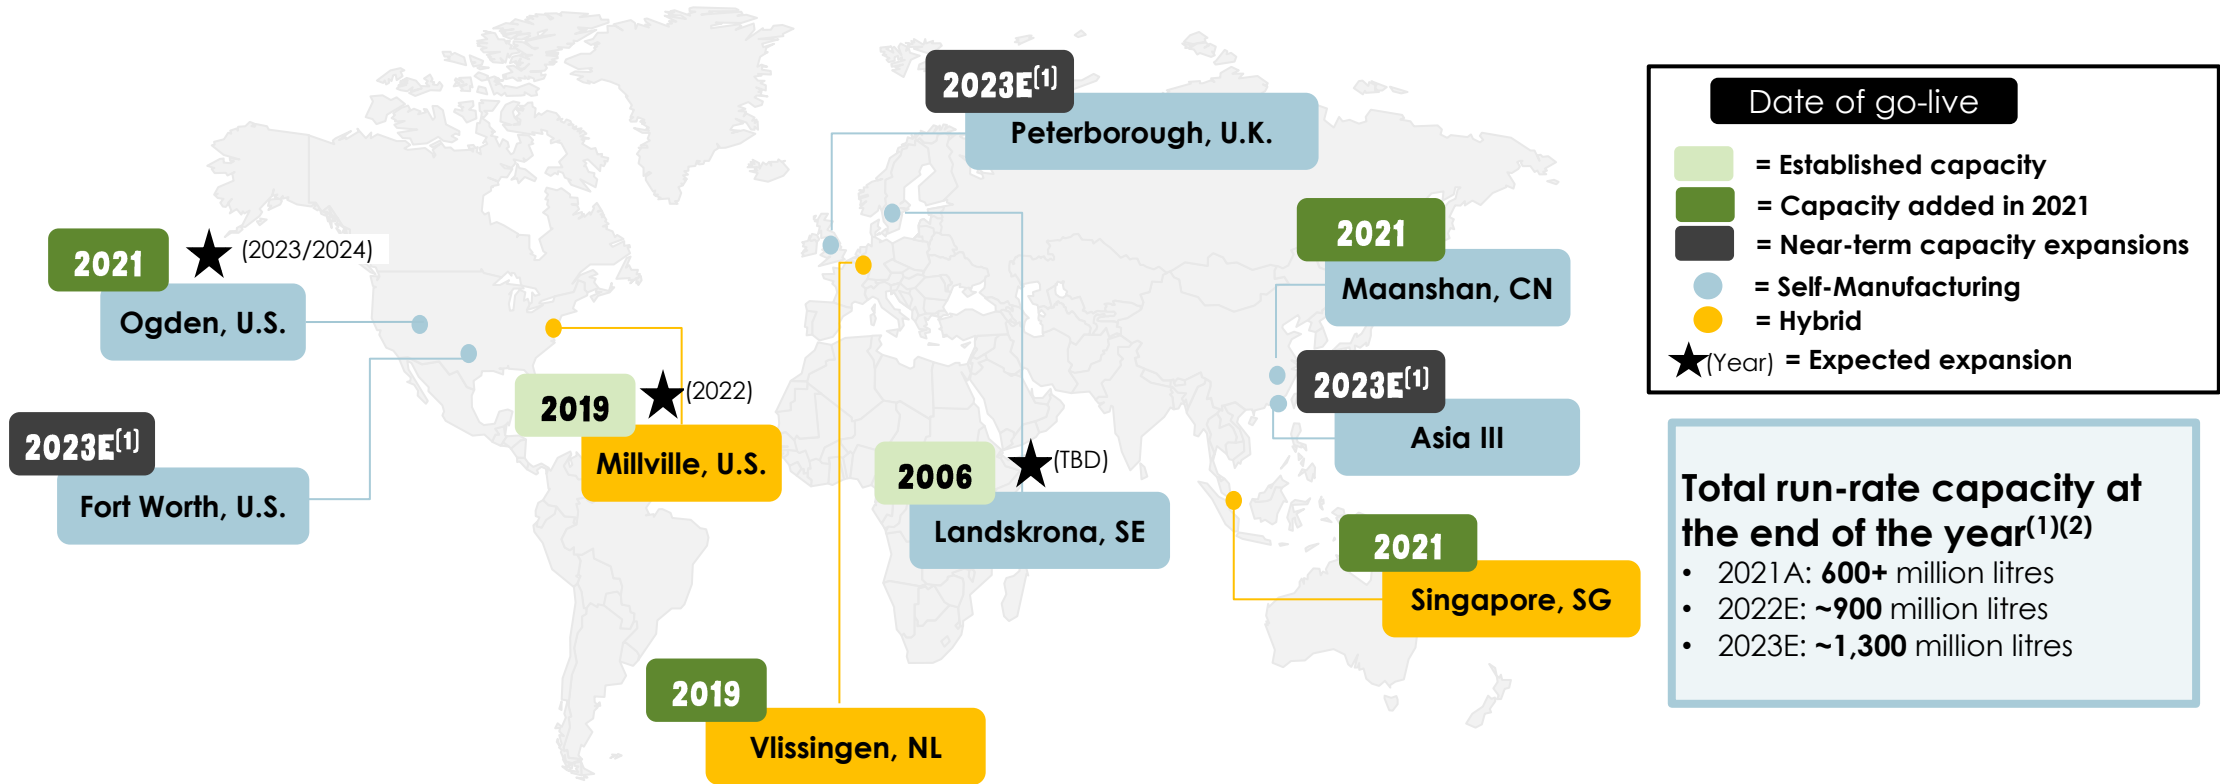 2023E(1)
Peterborough, U.K.
2021
(2023/2024)
Ogden, U.S.
2021
Maanshan, CN
2019
(2022)
Millville, U.S.
2023E(1)
Asia III
2023E(1)
Fort Worth, U.S.
2006
(TBD)
Landskrona, SE
2021
Singapore, SG
2019
Vlissingen, NL
Date of go-live
= Established capacity
= Capacity added in 2021
= Near-term capacity expansions
= Self-Manufacturing
= Hybrid
(Year) = Expected expansion
Total run-rate capacity at
the end of the year(1)(2)
• 2021A: 600+ million litres
• 2022E: ~900 million litres
• 2023E: ~1,300 million litres